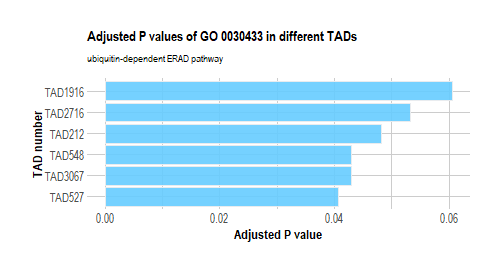 Adjusted P values of GO 0030433 in different TADs
ubiquitin-dependent ERAD pathway
TAD1916
TAD2716
TAD212
TAD548
TAD3067
TAD527
TAD number
0.00 0.02 0.04 0.06
Adjusted P value